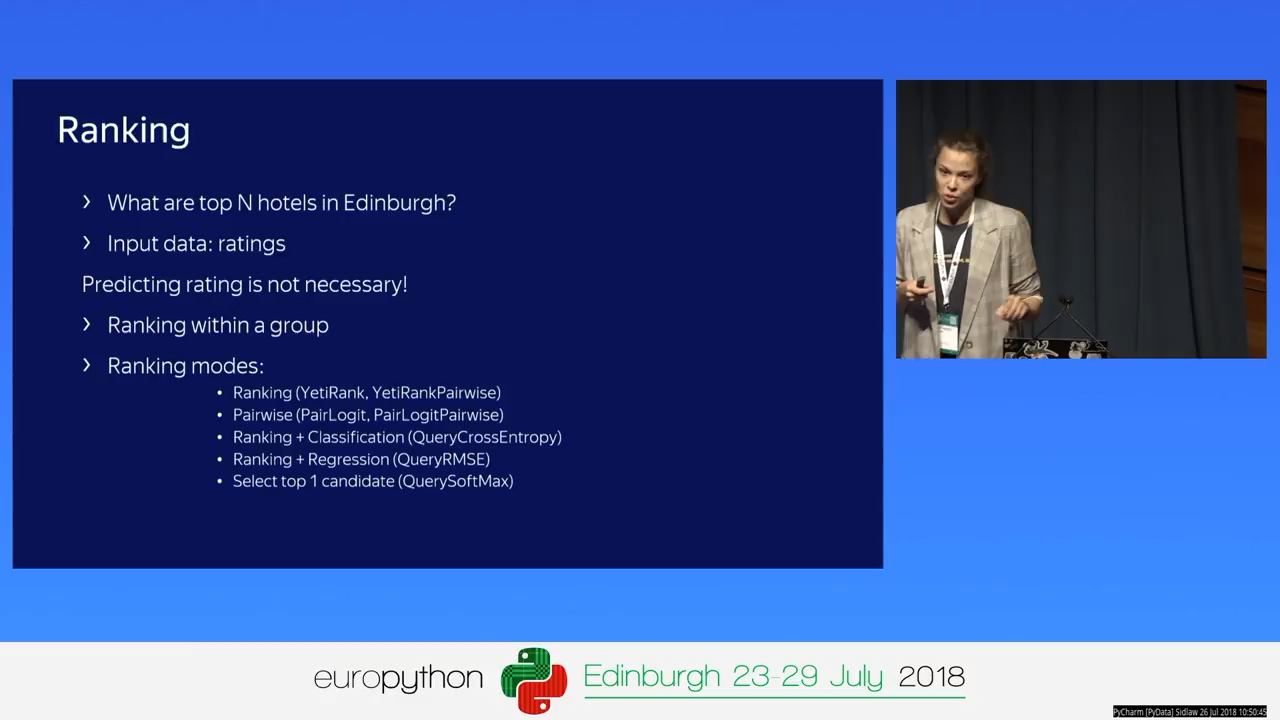 Ranking
› What are top N hotels in Edinburgh?
› Input data: ratings
Predicting rating is not necessary!
› Ranking within a group
› Ranking modes:
• Ranking (YetiRank, YetiRankPairwise)
• Pairwise (PairLogit, PairLogitPairwise)
• Ranking + Classification (QueryCrossEntropy)
• Ranking + Regression (QueryRMSE)
• Select top 1 candidate (QuerySoftMax)
europython Edinburgh 23-29 July 2018
PyCharm [PyData] Sidlaw 26 Jul 2018 10:50:45